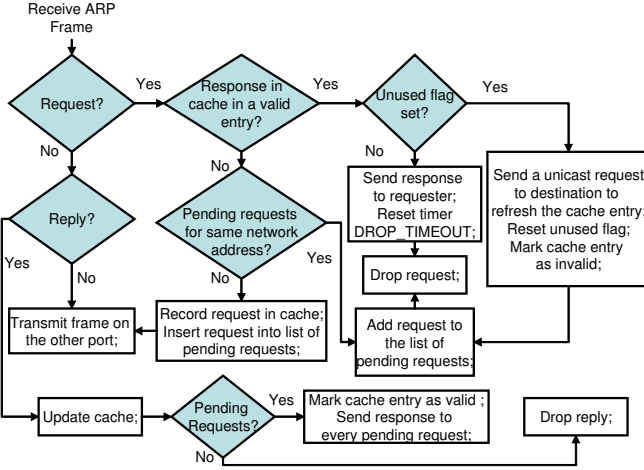 Receive ARP
Frame
Request?
Yes
Response in
cache in a valid
entry?
Yes
Unused flag
set?
Yes
No
No
No
Reply?
Pending requests
for same network
address?
Send response
to requester;
Reset timer
DROP_TIMEOUT;
Send a unicast request
to destination to
refresh the cache entry;
Reset unused flag;
Mark cache entry
as invalid;
Yes
No
No
Yes
Drop request;
Transmit frame on
the other port;
Record request in cache;
Insert request into list of
pending requests;
Add request to
the list of
pending requests;
Update cache;
Pending
Requests?
Yes
Mark cache entry as valid ;
Send response to
every pending request;
Drop reply;
No